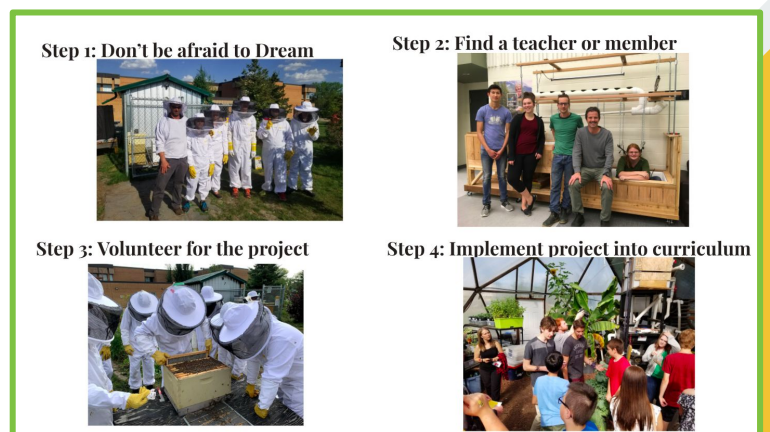 Step 1: Don't be afraid to Dream
Step 2: Find a teacher or member
Step 3: Volunteer for the project
Step 4: Implement project into curriculum